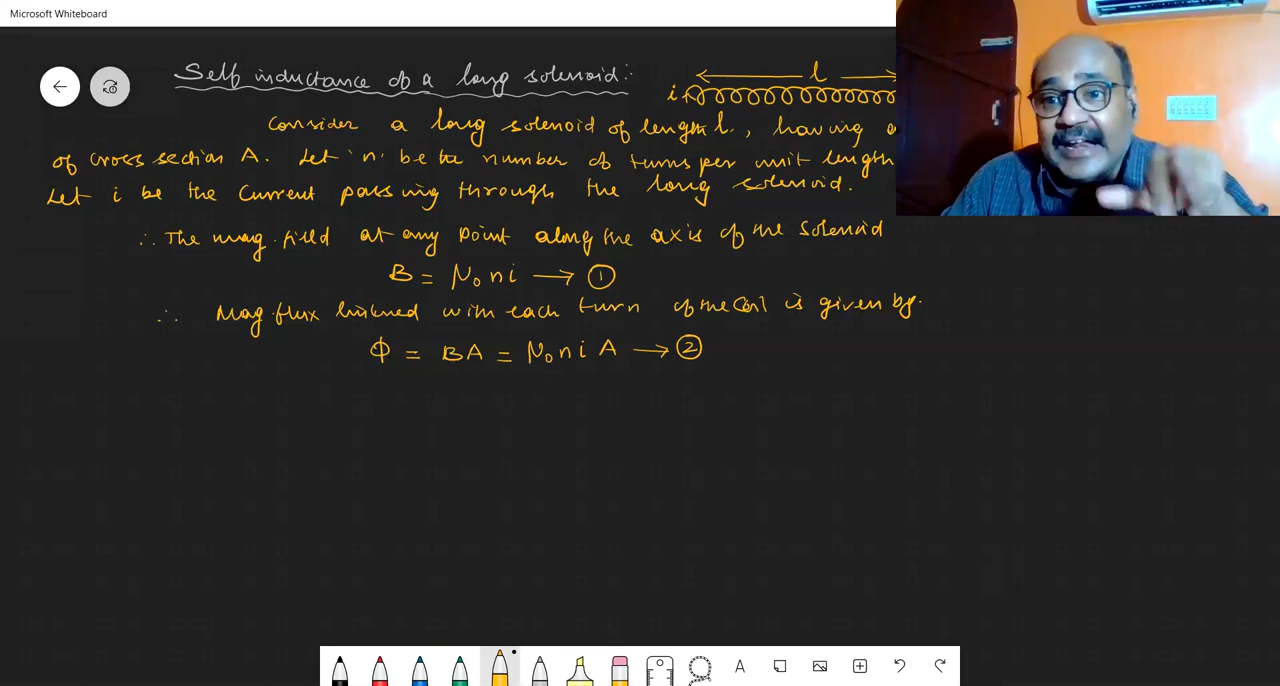 Microsoft Whiteboard
Self inductance of a long solenoid:-
l
i
Consider a long solenoid of length l, having
of cross section A. Let 'n' be the number of turns per unit length
Let i be the current passing through the long solenoid.
∴ The mag. field at any point along the axis of the solenoid
B = μ₀ni → ①
∴ Mag. flux linked with each turn of the coil is given by.
Φ = BA = μ₀niA → ②
A